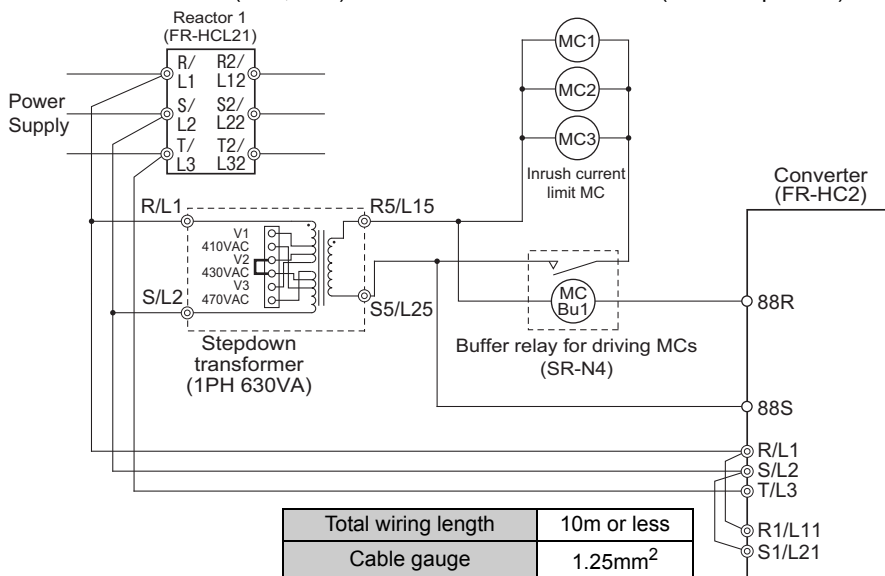 Reactor 1
(FR-HCL21)
R/ R2/
L1 L12
S/ S2/
L2 L22
T/ T2/
L3 L32
Power
Supply
MC1
MC2
MC3
Inrush current
limit MC
Converter
(FR-HC2)
R/L1
R5/L15
V1
410VAC
V2
430VAC
V3
470VAC
S/L2
S5/L25
MC
Bu1
88R
Stepdown
transformer
(1PH 630VA)
Buffer relay for driving MCs
(SR-N4)
88S
R/L1
S/L2
T/L3
R1/L11
S1/L21
Total wiring length 10m or less
Cable gauge 1.25mm²